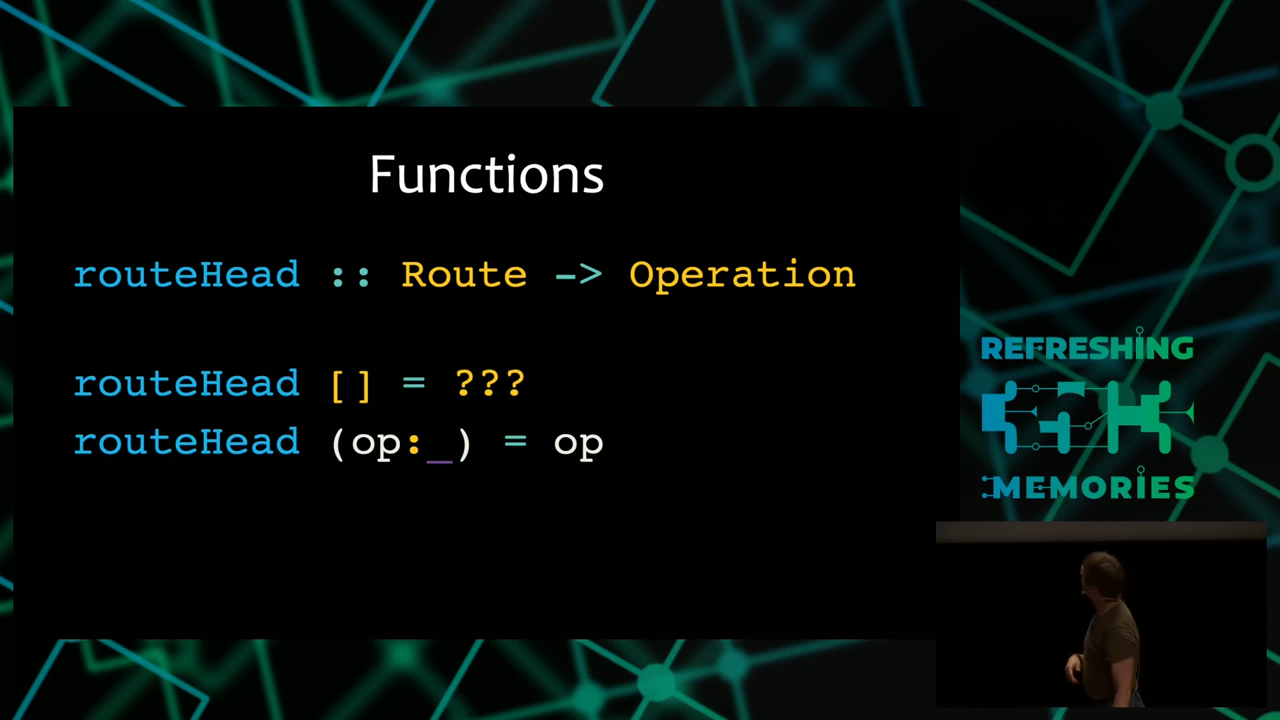 Functions
routeHead :: Route -> Operation
routeHead [] = ???
routeHead (op:_) = op
REFRESHING
MEMORIES